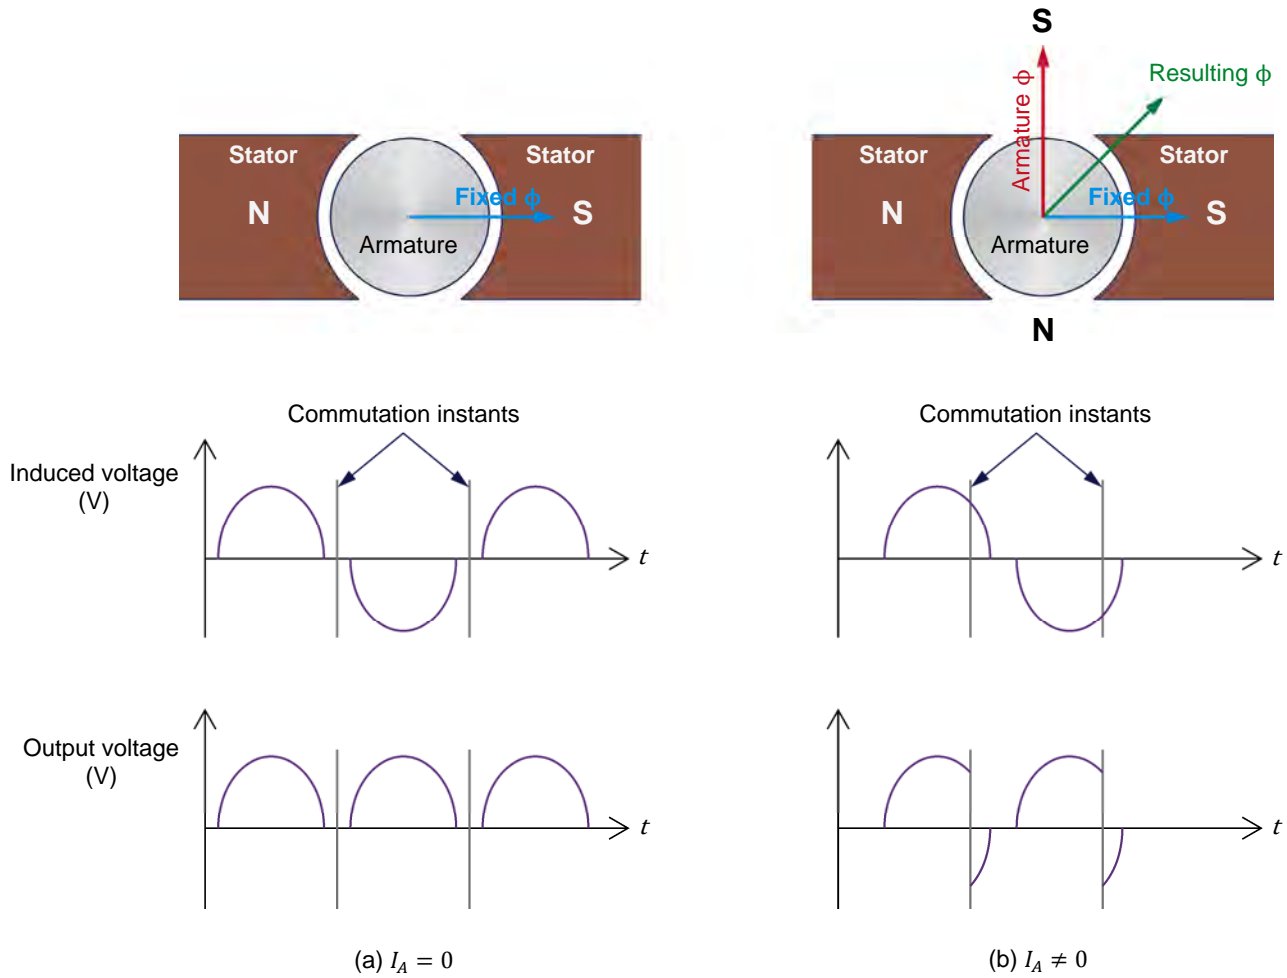 S
Resulting ϕ
Armature ϕ
Stator
Stator
Stator
Stator
N
Fixed ϕ
S
N
Fixed ϕ
S
Armature
Armature
N
Commutation instants
Commutation instants
Induced voltage
(V)
t
t
Output voltage
(V)
t
t
(a) I_A = 0
(b) I_A ≠ 0